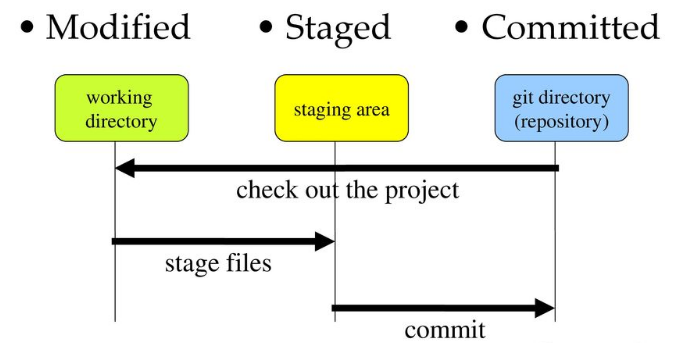 • Modified
• Staged
• Committed
working
directory
staging area
git directory
(repository)
check out the project
stage files
commit